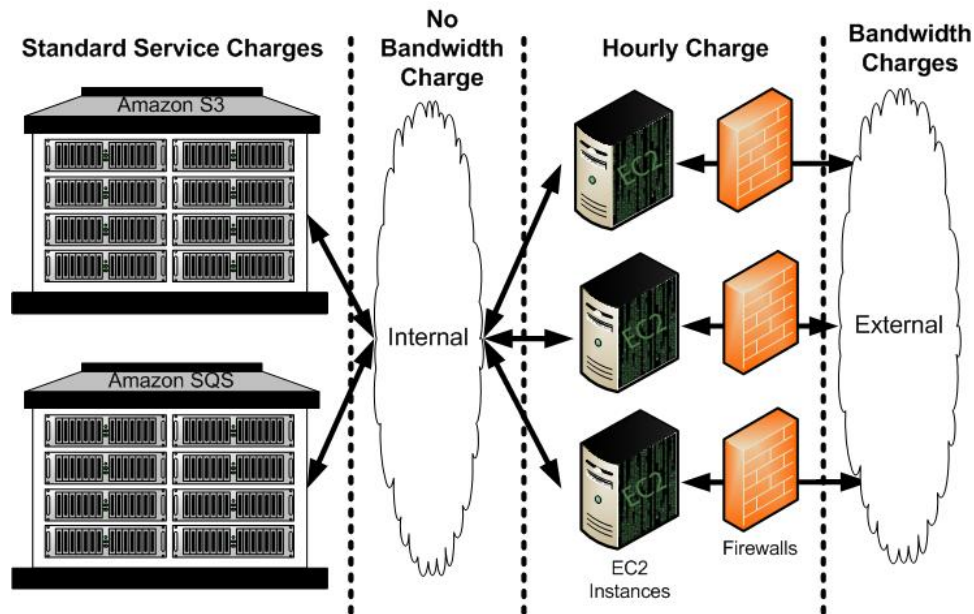 Standard Service Charges
No
Bandwidth
Charge
Hourly Charge
Bandwidth
Charges
Amazon S3
Amazon SQS
Internal
EC2
EC2
EC2
External
EC2
Instances
Firewalls